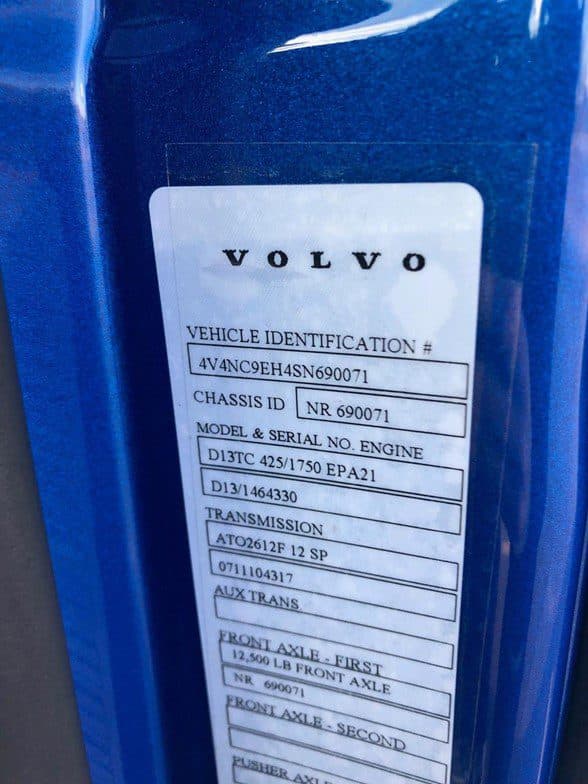 VOLVO
VEHICLE IDENTIFICATION #
4V4NC9EH4SN690071
CHASSIS ID NR 690071
MODEL & SERIAL NO. ENGINE
D13TC 425/1750 EPA21
D13/1464330
TRANSMISSION
ATO2612F 12 SP
0711104317
AUX TRANS
FRONT AXLE - FIRST
12,500 LB FRONT AXLE
NR 690071
FRONT AXLE - SECOND
PUSHER AXLE